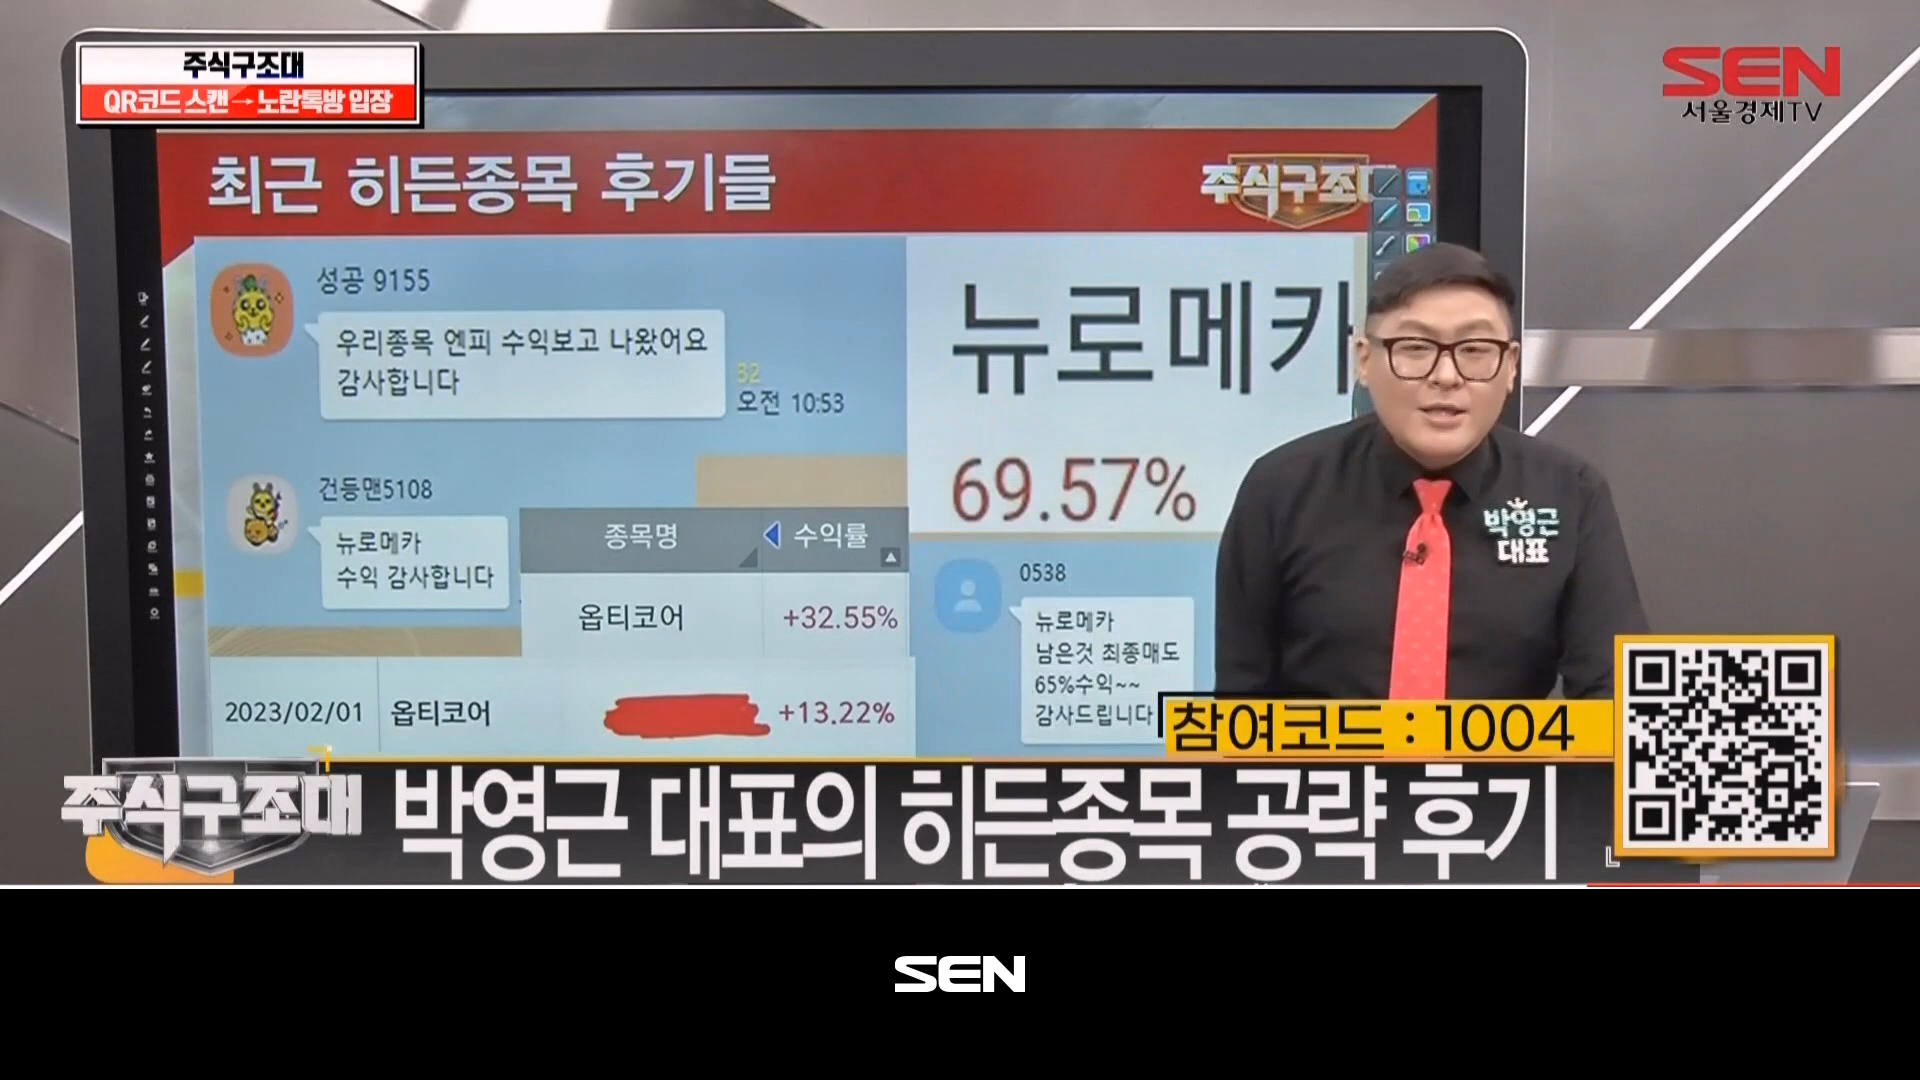 주식구조대
QR코드 스캔→노란톡방 입장
SEN
서울경제TV
최근 히든종목 후기들
주식구조대
성공 9155
우리종목 엔피 수익보고 나왔어요
감사합니다
32
오전 10:53
건등맨5108
뉴로메카
수익 감사합니다
종목명
수익률
옵티코어
+32.55%
2023/02/01
옵티코어
+13.22%
뉴로메카
69.57%
0538
뉴로메카
남은것 최종매도
65%수익~~
감사드립니다
박영근
대표
참여코드 : 1004
주식구조대
박영근 대표의 히든종목 공략 후기
SEN